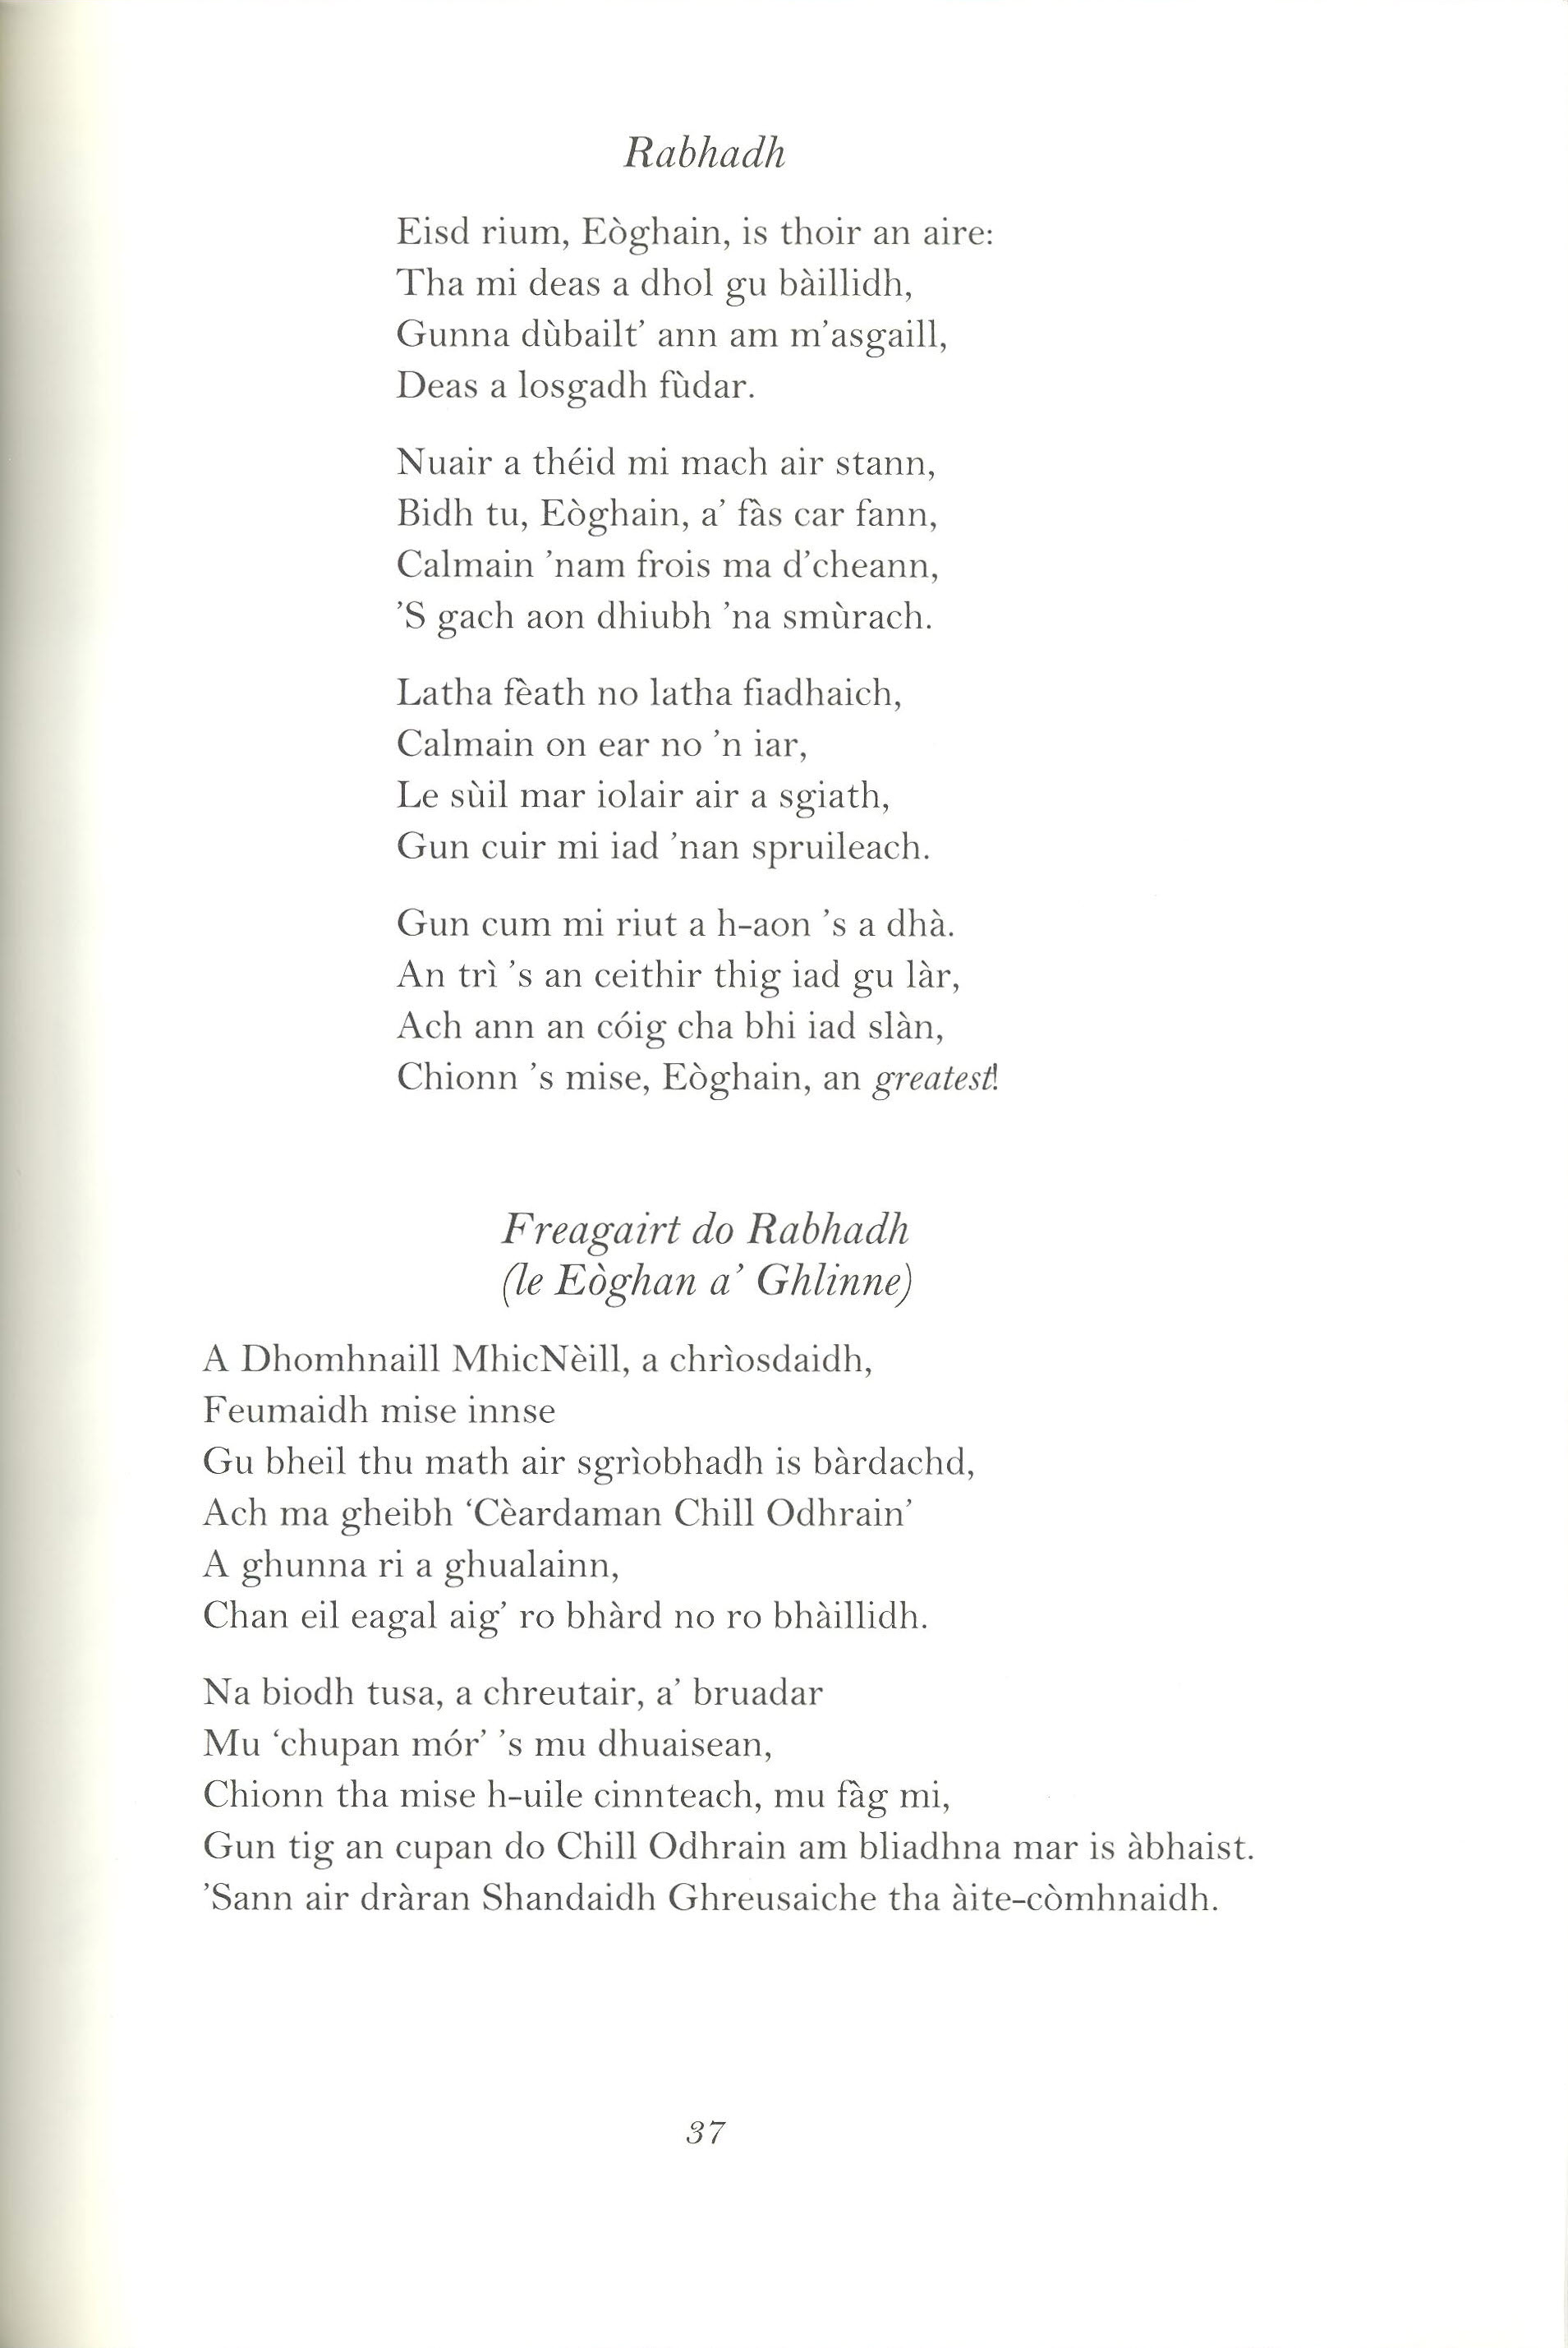 Rabhadh
Eisd rium, Eòghain, is thoir an aire:
Tha mi deas a dhol gu bàillidh,
Gunna dùbailt’ ann am m’asgaill,
Deas a losgadh fùdar.
Nuair a théid mi mach air stann,
Bidh tu, Eòghain, a’ fàs car fann,
Calmain ’nam frois ma d’cheann,
’S gach aon dhiubh ’na smùrach.
Latha fèath no latha fiadhaich,
Calmain on ear no ’n iar,
Le sùil mar iolair air a sgiath,
Gun cuir mi iad ’nan spruileach.
Gun cum mi riut a h-aon ’s a dhà.
An trì ’s an ceithir thig iad gu làr,
Ach ann an cóig cha bhi iad slàn,
Chionn ’s mise, Eòghain, an greatest!
Freagairt do Rabhadh
(le Eòghan a’ Ghlinne)
A Dhomhnaill MhicNèill, a chrìosdaidh,
Feumaidh mise innse
Gu bheil thu math air sgrìobhadh is bàrdachd,
Ach ma gheibh ‘Cèardaman Chill Odhrain’
A ghunna ri a ghualainn,
Chan eil eagal aig’ ro bhàrd no ro bhàillidh.
Na biodh tusa, a chreutair, a’ bruadar
Mu ‘chupan mór’ ’s mu dhuaisean,
Chionn tha mise h-uile cinnteach, mu fàg mi,
Gun tig an cupan do Chill Odhrain am bliadhna mar is àbhaist.
’Sann air dràran Shandaidh Ghreusaiche tha àite-còmhnaidh.
37